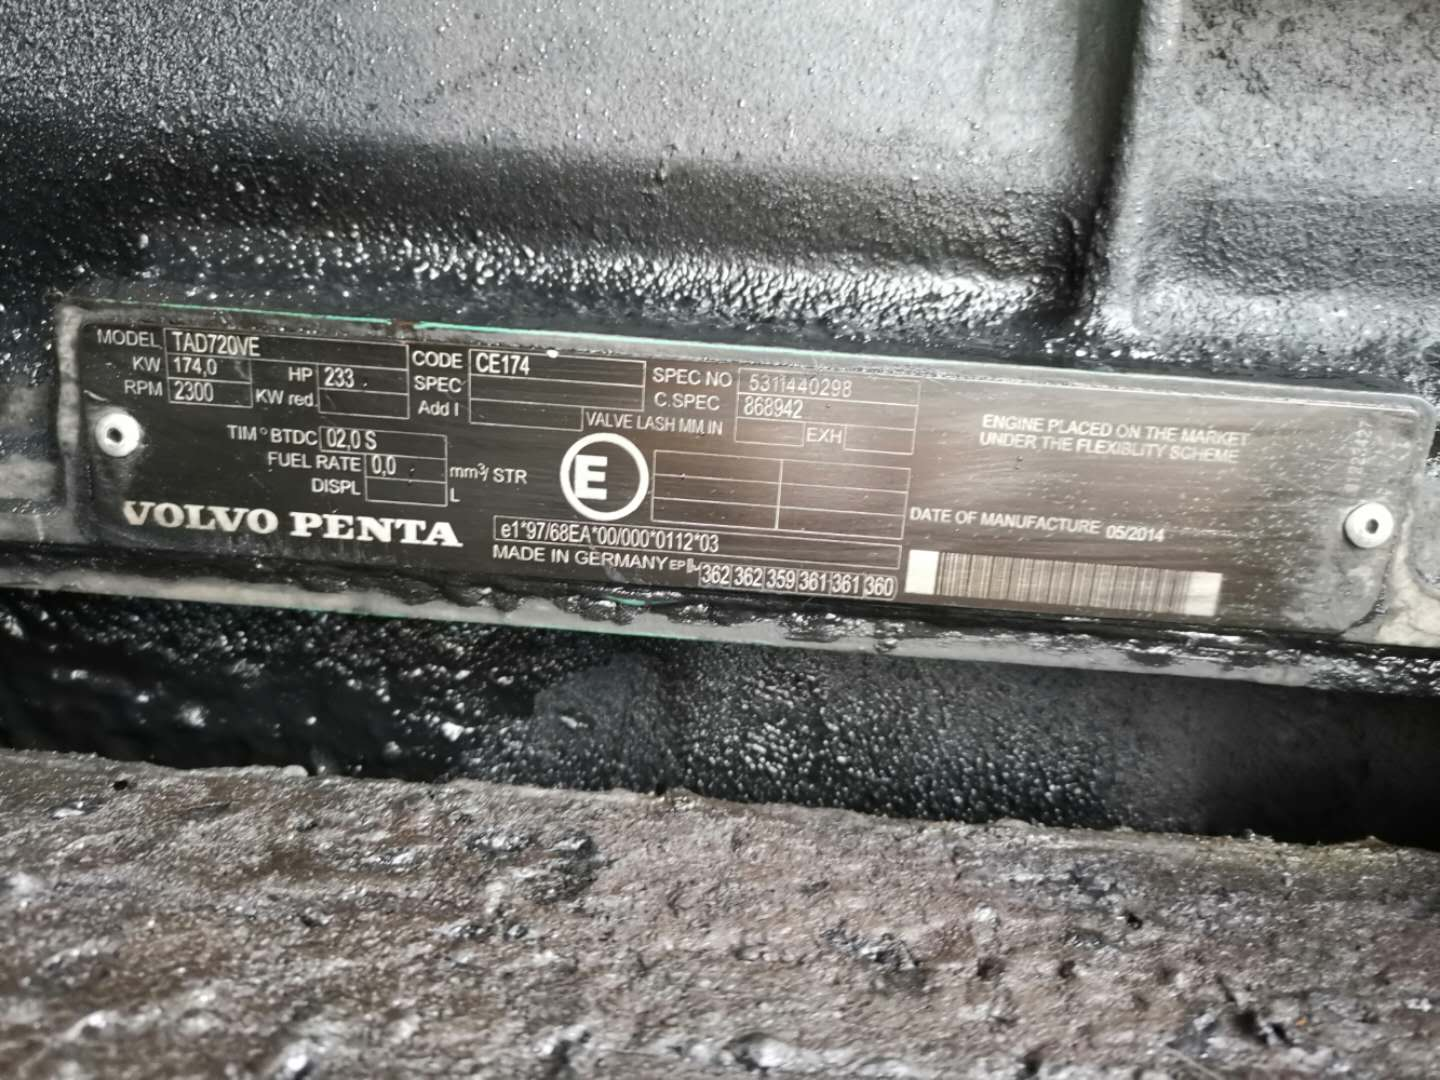 MODEL TAD720VE
KW 174,0 HP 233
RPM 2300 KW red.
CODE CE174
SPEC
Add I
SPEC NO 5311440298
C.SPEC 868942
VALVE LASH MM IN EXH
TIM°BTDC 02,0 S
FUEL RATE 0,0 mm³/STR
DISPL L
VOLVO PENTA
E
e1*97/68EA*00/000*0112*03
MADE IN GERMANY EP 362 362 359 361 361 360
ENGINE PLACED ON THE MARKET
UNDER THE FLEXISLITY SCHEME
DATE OF MANUFACTURE 05/2014